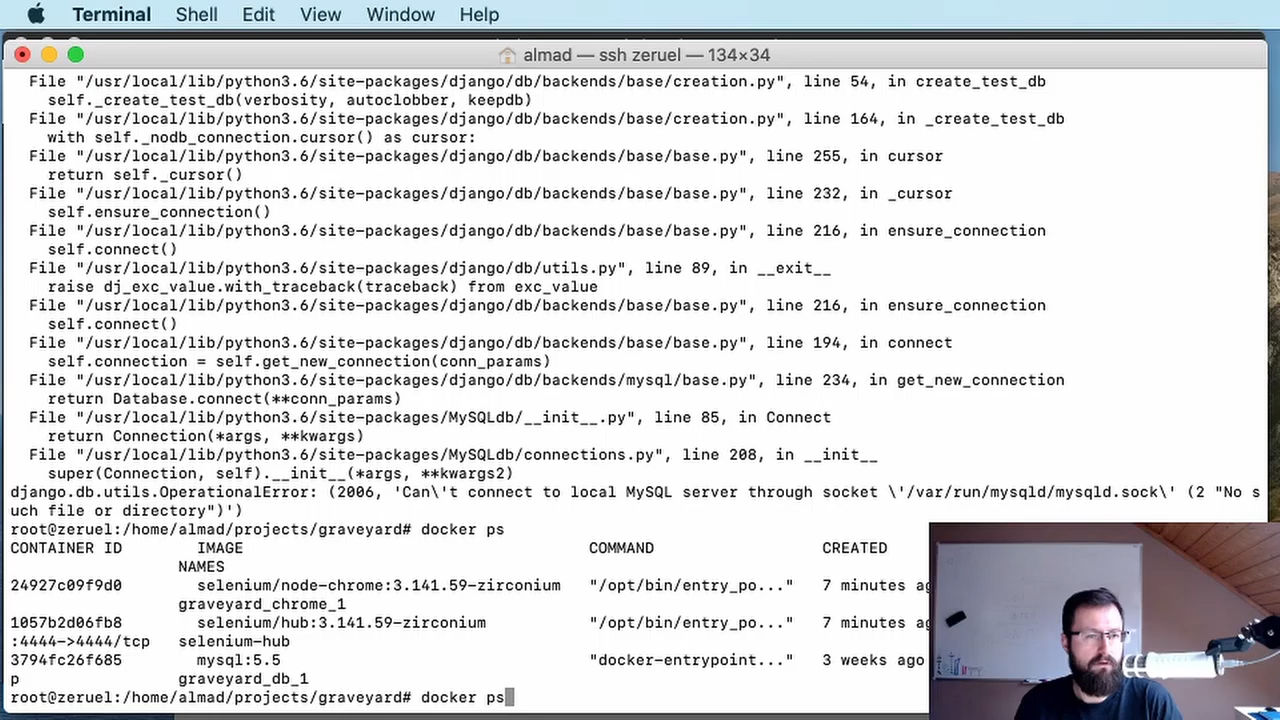 Terminal Shell Edit View Window Help
almad — ssh zeruel — 134×34
File "/usr/local/lib/python3.6/site-packages/django/db/backends/base/creation.py", line 54, in create_test_db
self._create_test_db(verbosity, autoclobber, keepdb)
File "/usr/local/lib/python3.6/site-packages/django/db/backends/base/creation.py", line 164, in _create_test_db
with self._nodb_connection.cursor() as cursor:
File "/usr/local/lib/python3.6/site-packages/django/db/backends/base/base.py", line 255, in cursor
return self._cursor()
File "/usr/local/lib/python3.6/site-packages/django/db/backends/base/base.py", line 232, in _cursor
self.ensure_connection()
File "/usr/local/lib/python3.6/site-packages/django/db/backends/base/base.py", line 216, in ensure_connection
self.connect()
File "/usr/local/lib/python3.6/site-packages/django/db/utils.py", line 89, in __exit__
raise dj_exc_value.with_traceback(traceback) from exc_value
File "/usr/local/lib/python3.6/site-packages/django/db/backends/base/base.py", line 216, in ensure_connection
self.connect()
File "/usr/local/lib/python3.6/site-packages/django/db/backends/base/base.py", line 194, in connect
self.connection = self.get_new_connection(conn_params)
File "/usr/local/lib/python3.6/site-packages/django/db/backends/mysql/base.py", line 234, in get_new_connection
return Database.connect(**conn_params)
File "/usr/local/lib/python3.6/site-packages/MySQLdb/__init__.py", line 85, in Connect
return Connection(*args, **kwargs)
File "/usr/local/lib/python3.6/site-packages/MySQLdb/connections.py", line 208, in __init__
super(Connection, self).__init__(*args, **kwargs2)
django.db.utils.OperationalError: (2006, 'Can\'t connect to local MySQL server through socket \'/var/run/mysqld/mysqld.sock\' (2 "No s
uch file or directory")')
root@zeruel:/home/almad/projects/graveyard# docker ps
CONTAINER ID IMAGE COMMAND CREATED
NAMES
24927c09f9d0 selenium/node-chrome:3.141.59-zirconium "/opt/bin/entry_po..." 7 minutes ag
graveyard_chrome_1
1057b2d06fb8 selenium/hub:3.141.59-zirconium "/opt/bin/entry_po..." 7 minutes ag
:4444->4444/tcp selenium-hub
3794fc26f685 mysql:5.5 "docker-entrypoint..." 3 weeks ago
p graveyard_db_1
root@zeruel:/home/almad/projects/graveyard# docker ps